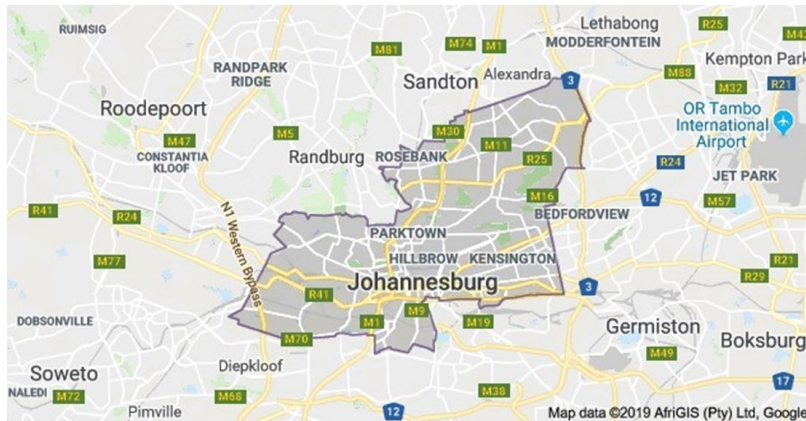 RUIMSIG
M81
M74
M1
Lethabong
R25
MODDERFONTEIN
RANDPARK
RIDGE
Sandton
Alexandra
3
M88
Kempton Park
M32
R21
Roodepoort
M47
M5
M30
M11
OR Tambo
International
Airport
CONSTANTIA
KLOOF
Randburg
ROSEBANK
R25
R24
JET PARK
M16
12
M57
R41
R24
N1 Western Bypass
BEDFORDVIEW
PARKTOWN
M77
HILLBROW
KENSINGTON
R21
R29
Johannesburg
R41
3
M9
DOBSONVILLE
M1
M19
Germiston
M70
Boksburg
Soweto
Diepkloof
M49
NALEDI
M72
M68
M38
17
Pimville
12
Map data ©2019 AfriGIS (Pty) Ltd, Google